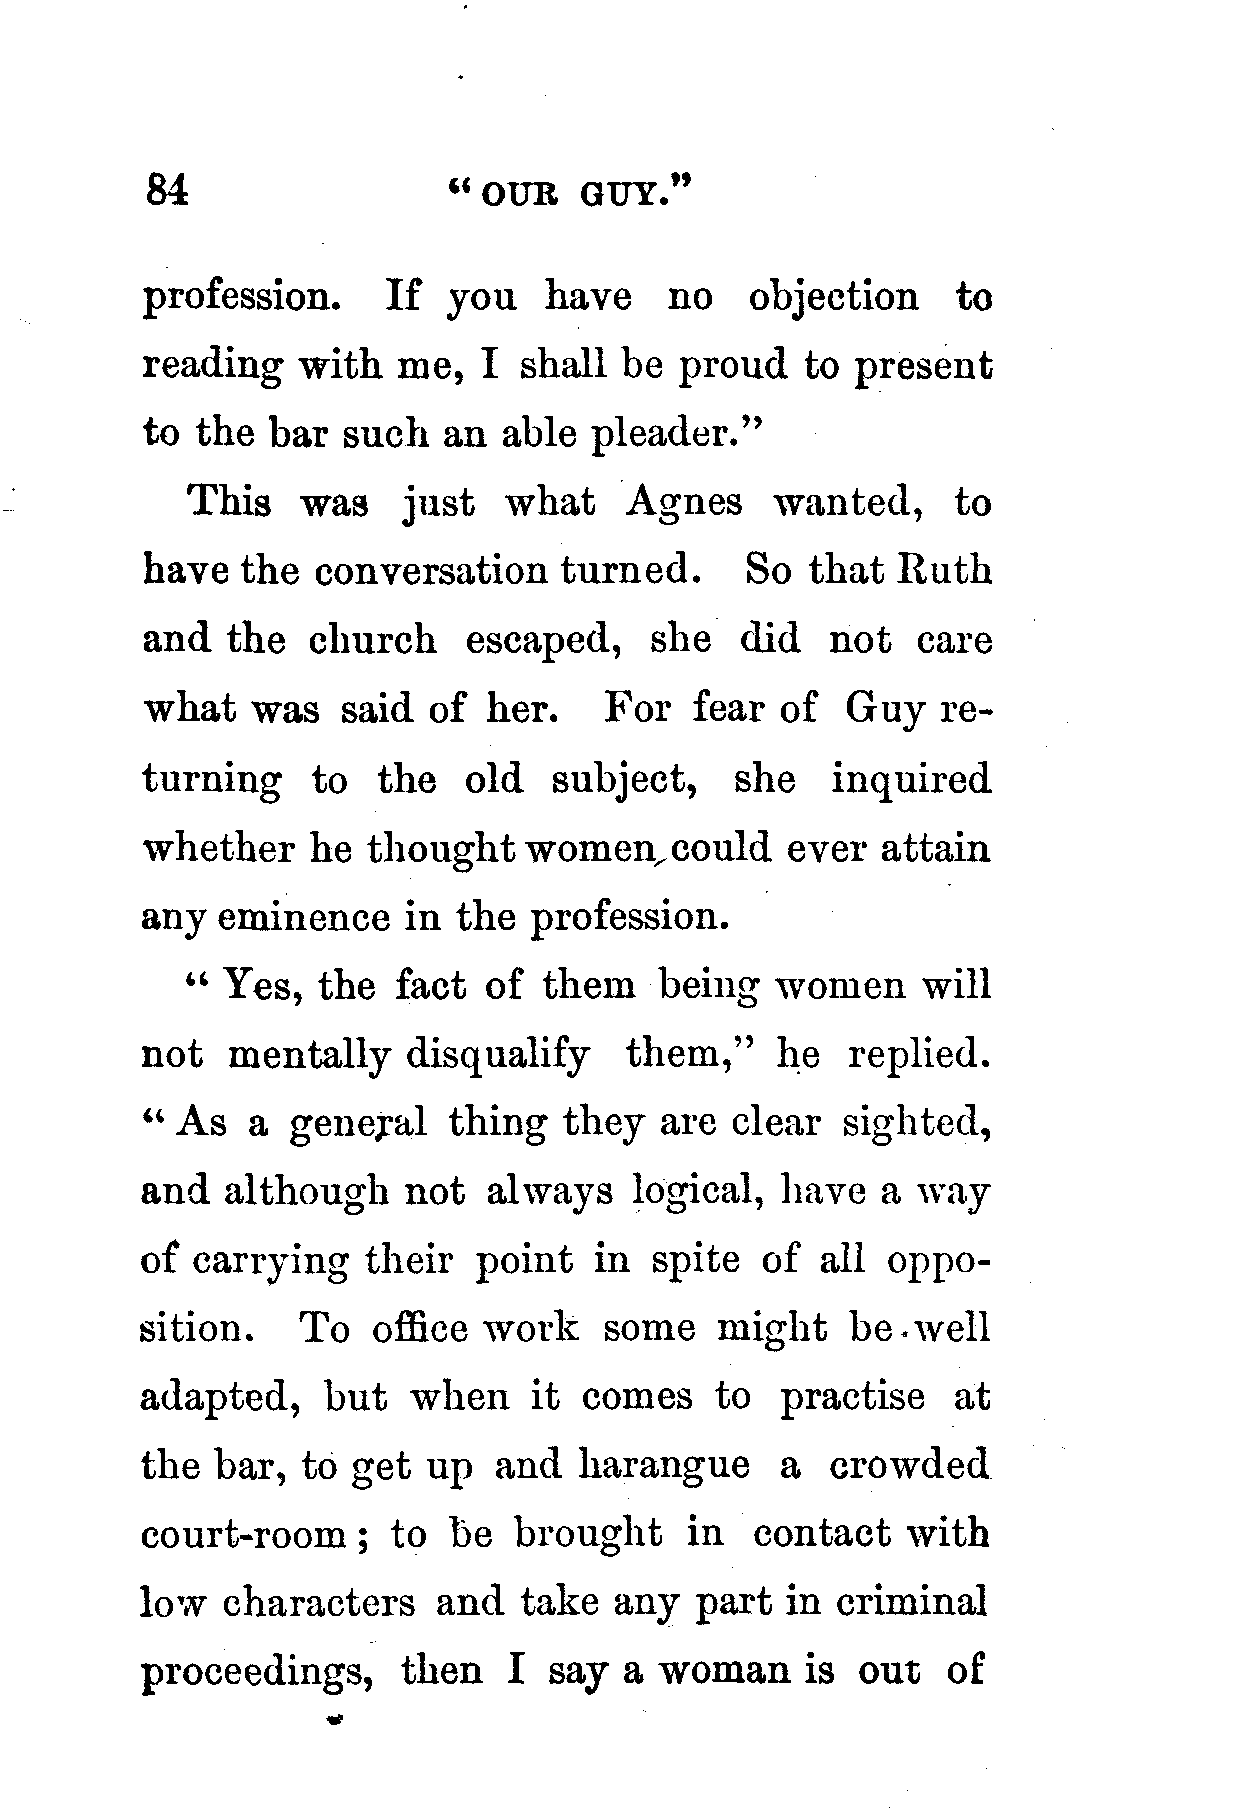 84 “ OUR GUY.”
profession. If you have no objection to
reading with me, I shall be proud to present
to the bar such an able pleader.”
This was just what Agnes wanted, to
have the conversation turned. So that Ruth
and the church escaped, she did not care
what was said of her. For fear of Guy re-
turning to the old subject, she inquired
whether he thought women could ever attain
any eminence in the profession.
“ Yes, the fact of them being women will
not mentally disqualify them,” he replied.
“ As a general thing they are clear sighted,
and although not always logical, have a way
of carrying their point in spite of all oppo-
sition. To office work some might be well
adapted, but when it comes to practise at
the bar, to get up and harangue a crowded
court-room ; to be brought in contact with
low characters and take any part in criminal
proceedings, then I say a woman is out of